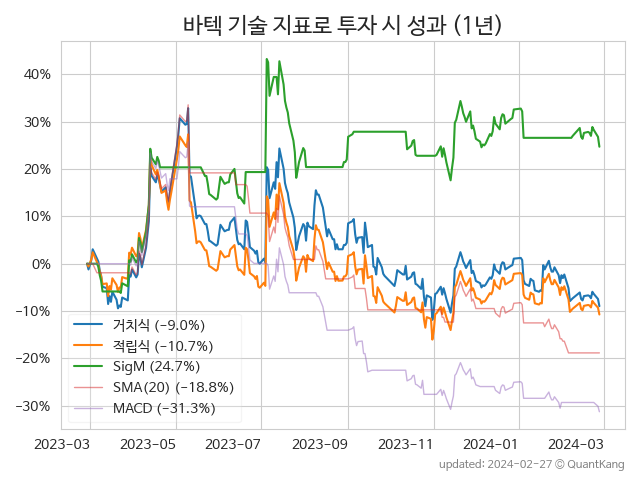 바텍 기술 지표로 투자 시 성과 (1년)
40%
30%
20%
10%
0%
−10%
−20%
−30%
거치식 (−9.0%)
적립식 (−10.7%)
SigM (24.7%)
SMA(20) (−18.8%)
MACD (−31.3%)
2023-03 2023-05 2023-07 2023-09 2023-11 2024-01 2024-03
updated: 2024-02-27 © QuantKang